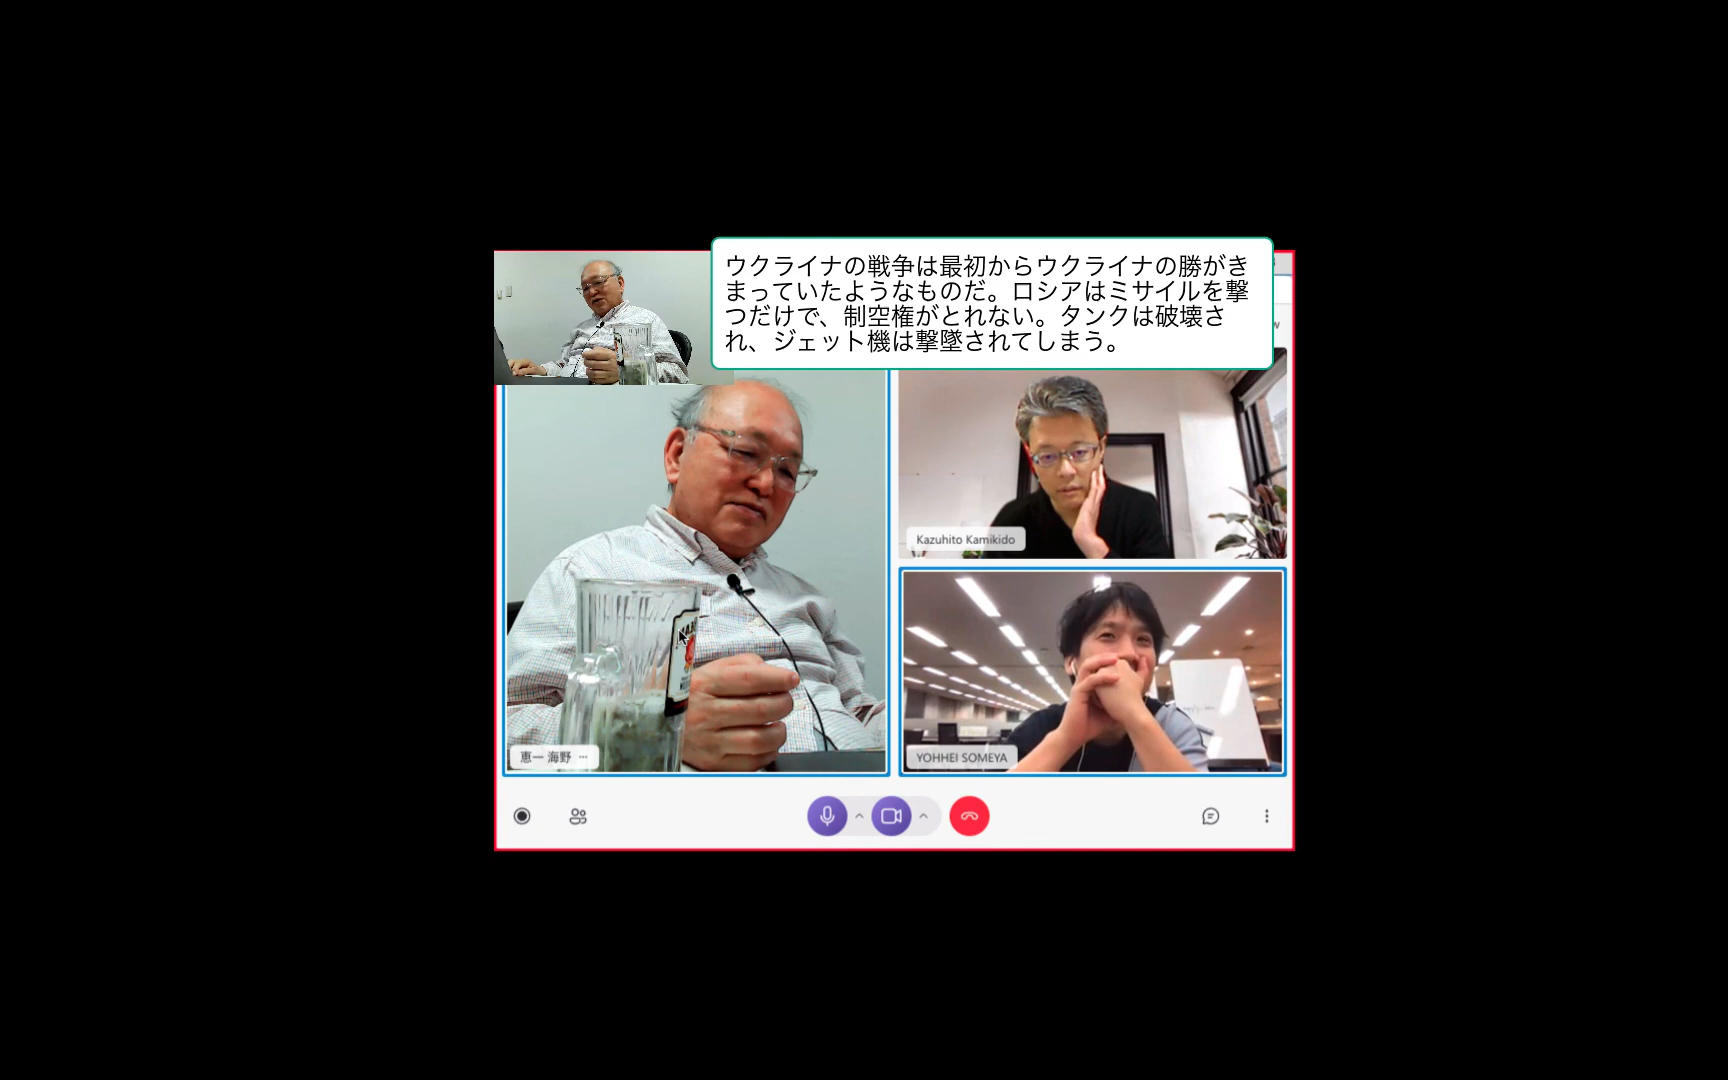 ウクライナの戦争は最初からウクライナの勝がき
まっていたようなものだ。ロシアはミサイルを撃
つだけで、制空権がとれない。タンクは破壊さ
れ、ジェット機は撃墜されてしまう。
Kazuhito Kamikido
恵一 海野 ···
YOHHEI SOMEYA